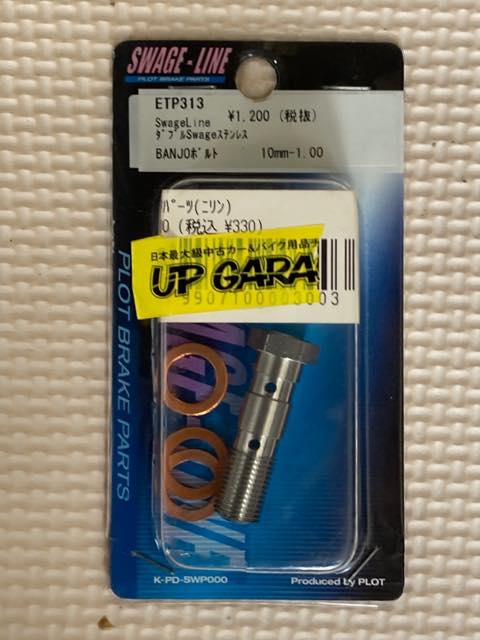 SWAGE-LINE
PLOT BRAKE PARTS
ETP313
SwageLine ¥1,200 (税抜)
ﾀﾞﾌﾞﾙSwageｽﾃﾝﾚｽ
BANJOﾎﾞﾙﾄ 10mm-1.00
ﾊﾟｰﾂ(ﾆﾘﾝ)
0 (税込 ¥330)
日本最大級中古カー&バイク用品チ
UP GARA
9907100003003
PLOT BRAKE PARTS
K-PD-SWP000
Produced by PLOT